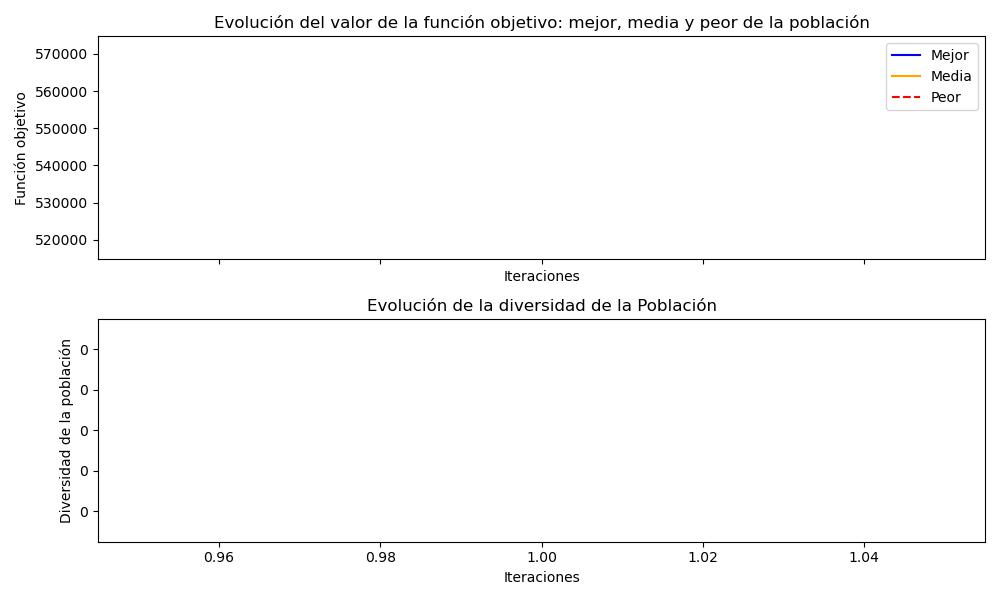 Evolución del valor de la función objetivo: mejor, media y peor de la población
570000
560000
550000
540000
530000
520000
Función objetivo
Mejor
Media
Peor
Iteraciones
Evolución de la diversidad de la Población
0
0
0
0
0
Diversidad de la población
0.96
0.98
1.00
1.02
1.04
Iteraciones